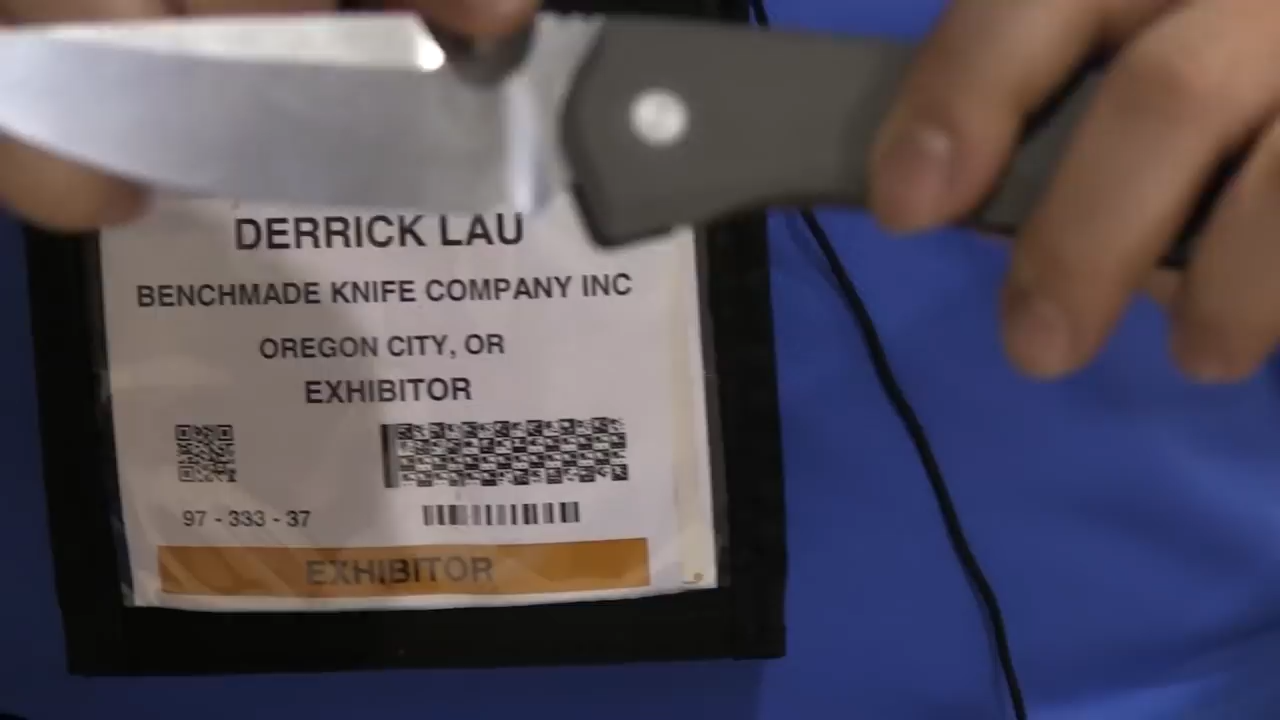 DERRICK LAU
BENCHMADE KNIFE COMPANY INC
OREGON CITY, OR
EXHIBITOR
97 - 333 - 37
EXHIBITOR